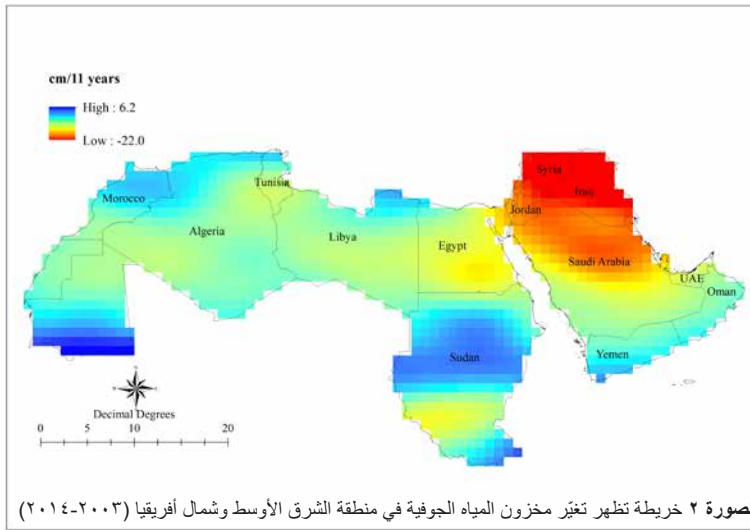 cm/11 years
High : 6.2
Low : -22.0
Syria
Iraq
Jordan
Tunisia
Morocco
Algeria
Libya
Egypt
Saudi Arabia
UAE
Oman
Sudan
Yemen
N
Decimal Degrees
0 5 10 20
صورة ٢ خريطة تظهر تغيّر مخزون المياه الجوفية في منطقة الشرق الأوسط وشمال أفريقيا (٢٠٠٣-٢٠١٤)